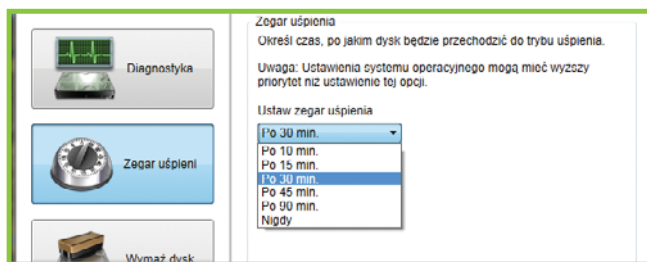 Diagnostyka
Zegar uśpieni
Wymaż dysk
Zegar uśpienia
Określ czas, po jakim dysk będzie przechodzić do trybu uśpienia.
Uwaga: Ustawienia systemu operacyjnego mogą mieć wyższy
priorytet niż ustawienie tej opcji.
Ustaw zegar uśpienia
Po 30 min.
Po 10 min.
Po 15 min.
Po 30 min.
Po 45 min.
Po 90 min.
Nigdy